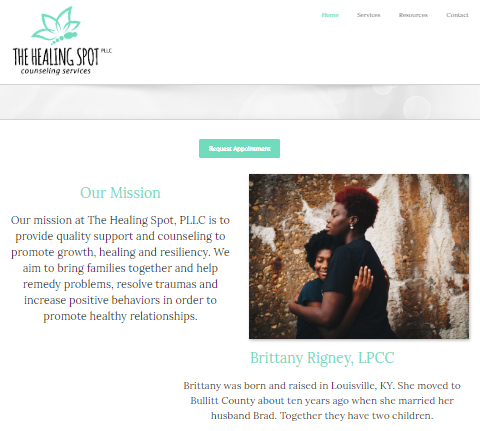 Home Services Resources Contact
THE HEALING SPOT PLLC
counseling services
Request Appointment
Our Mission
Our mission at The Healing Spot, PLLC is to
provide quality support and counseling to
promote growth, healing and resiliency. We
aim to bring families together and help
remedy problems, resolve traumas and
increase positive behaviors in order to
promote healthy relationships.
Brittany Rigney, LPCC
Brittany was born and raised in Louisville, KY. She moved to
Bullitt County about ten years ago when she married her
husband Brad. Together they have two children.